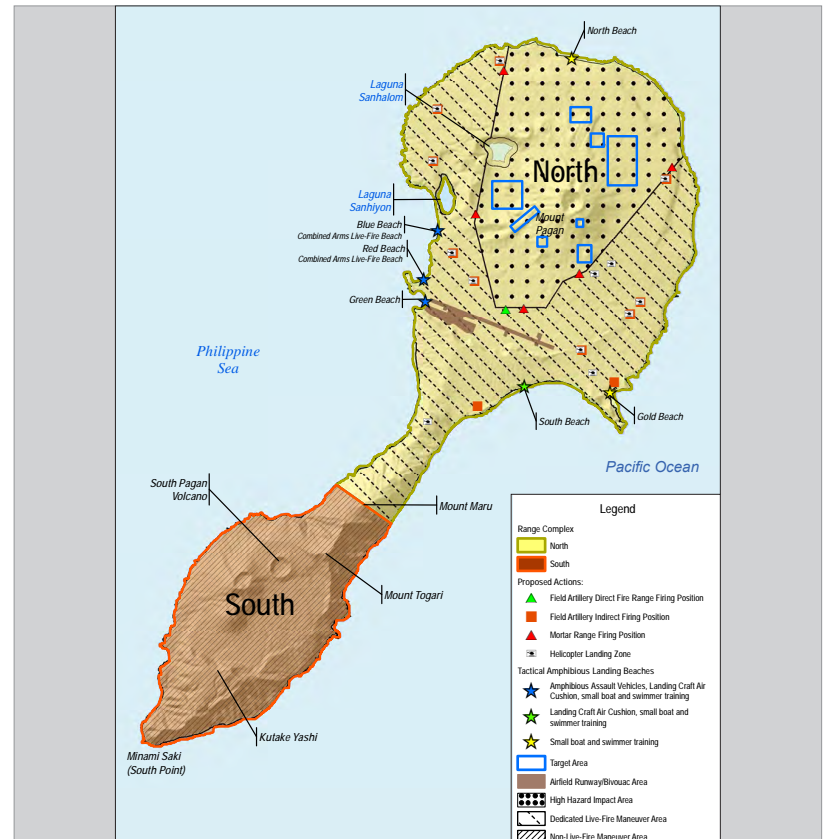 North Beach
Laguna
Sanhalom
North
Laguna
Sanhiyon
Mount
Pagan
Blue Beach
Combined Arms Live-Fire Beach
Red Beach
Combined Arms Live-Fire Beach
Green Beach
Philippine
Sea
South Beach
Gold Beach
Pacific Ocean
South Pagan
Volcano
Mount Maru
Mount Togari
South
Kutake Yashi
Minami Saki
(South Point)
Legend
Range Complex
North
South
Proposed Actions:
Field Artillery Direct Fire Range Firing Position
Field Artillery Indirect Firing Position
Mortar Range Firing Position
Helicopter Landing Zone
Tactical Amphibious Landing Beaches
Amphibious Assault Vehicles, Landing Craft Air
Cushion, small boat and swimmer training
Landing Craft Air Cushion, small boat and
swimmer training
Small boat and swimmer training
Target Area
Airfield Runway/Bivouac Area
High Hazard Impact Area
Dedicated Live-Fire Maneuver Area
Non-Live-Fire Maneuver Area